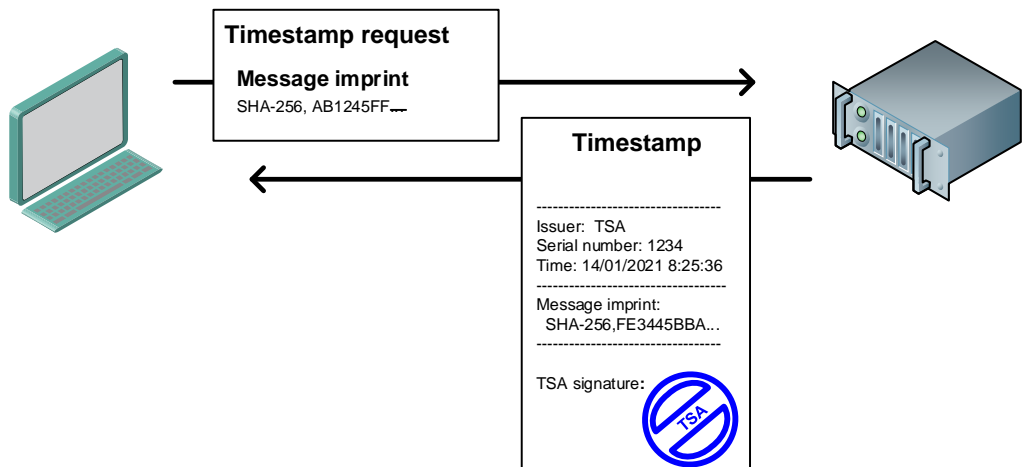 Timestamp request
Message imprint
SHA-256, AB1245FF...
Timestamp
-----------------------------------
Issuer: TSA
Serial number: 1234
Time: 14/01/2021 8:25:36
------------------------------------
Message imprint:
SHA-256,FE3445BBA...
-----------------------------------
TSA signature:
TSA